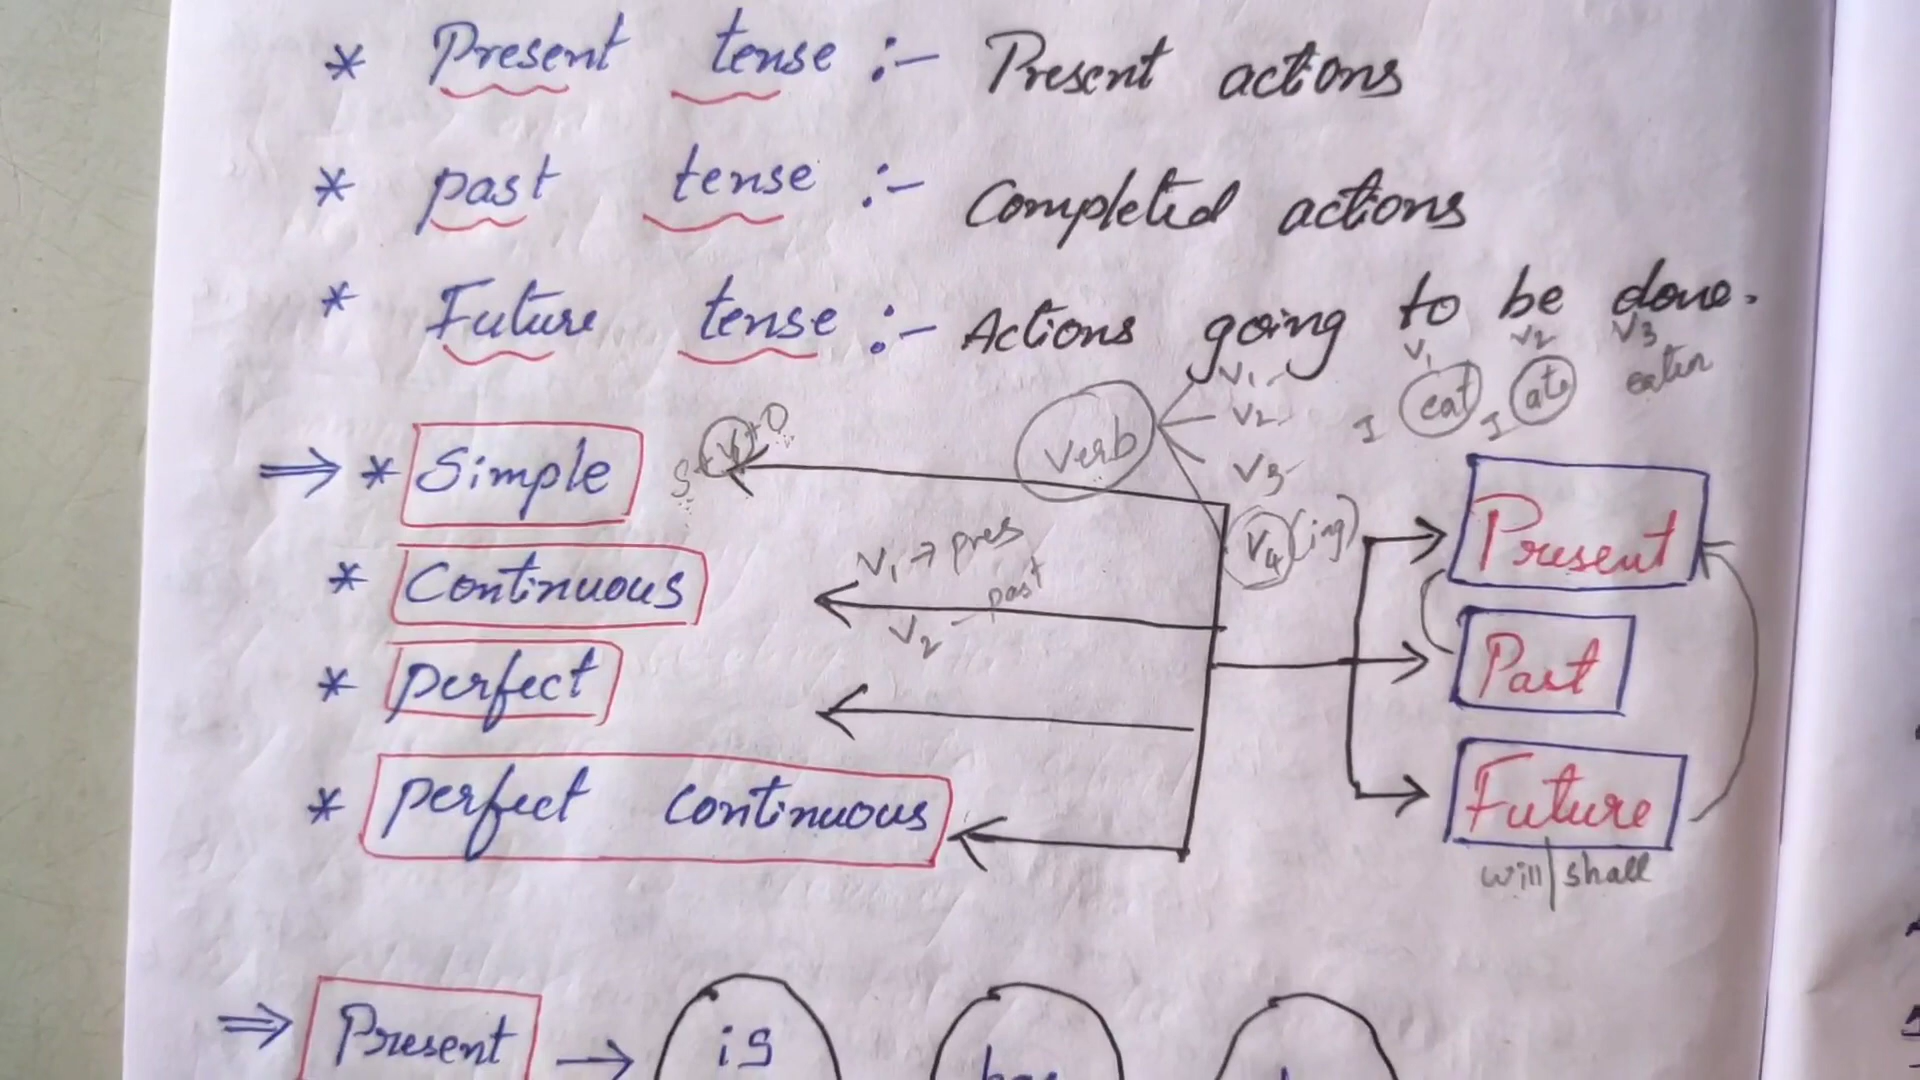 * Present tense :- Present actions
* past tense :- Completed actions
* Future tense :- Actions going to be done.
V1 V2 V3
I eat I ate eaten
Verb V1 V2 V3 V4 (ing)
⇒ * Simple S+V+O
* Continuous
V1 → pres
V2 - past
* perfect
* perfect continuous
Present
Past
Future
will/shall
⇒ Present → is